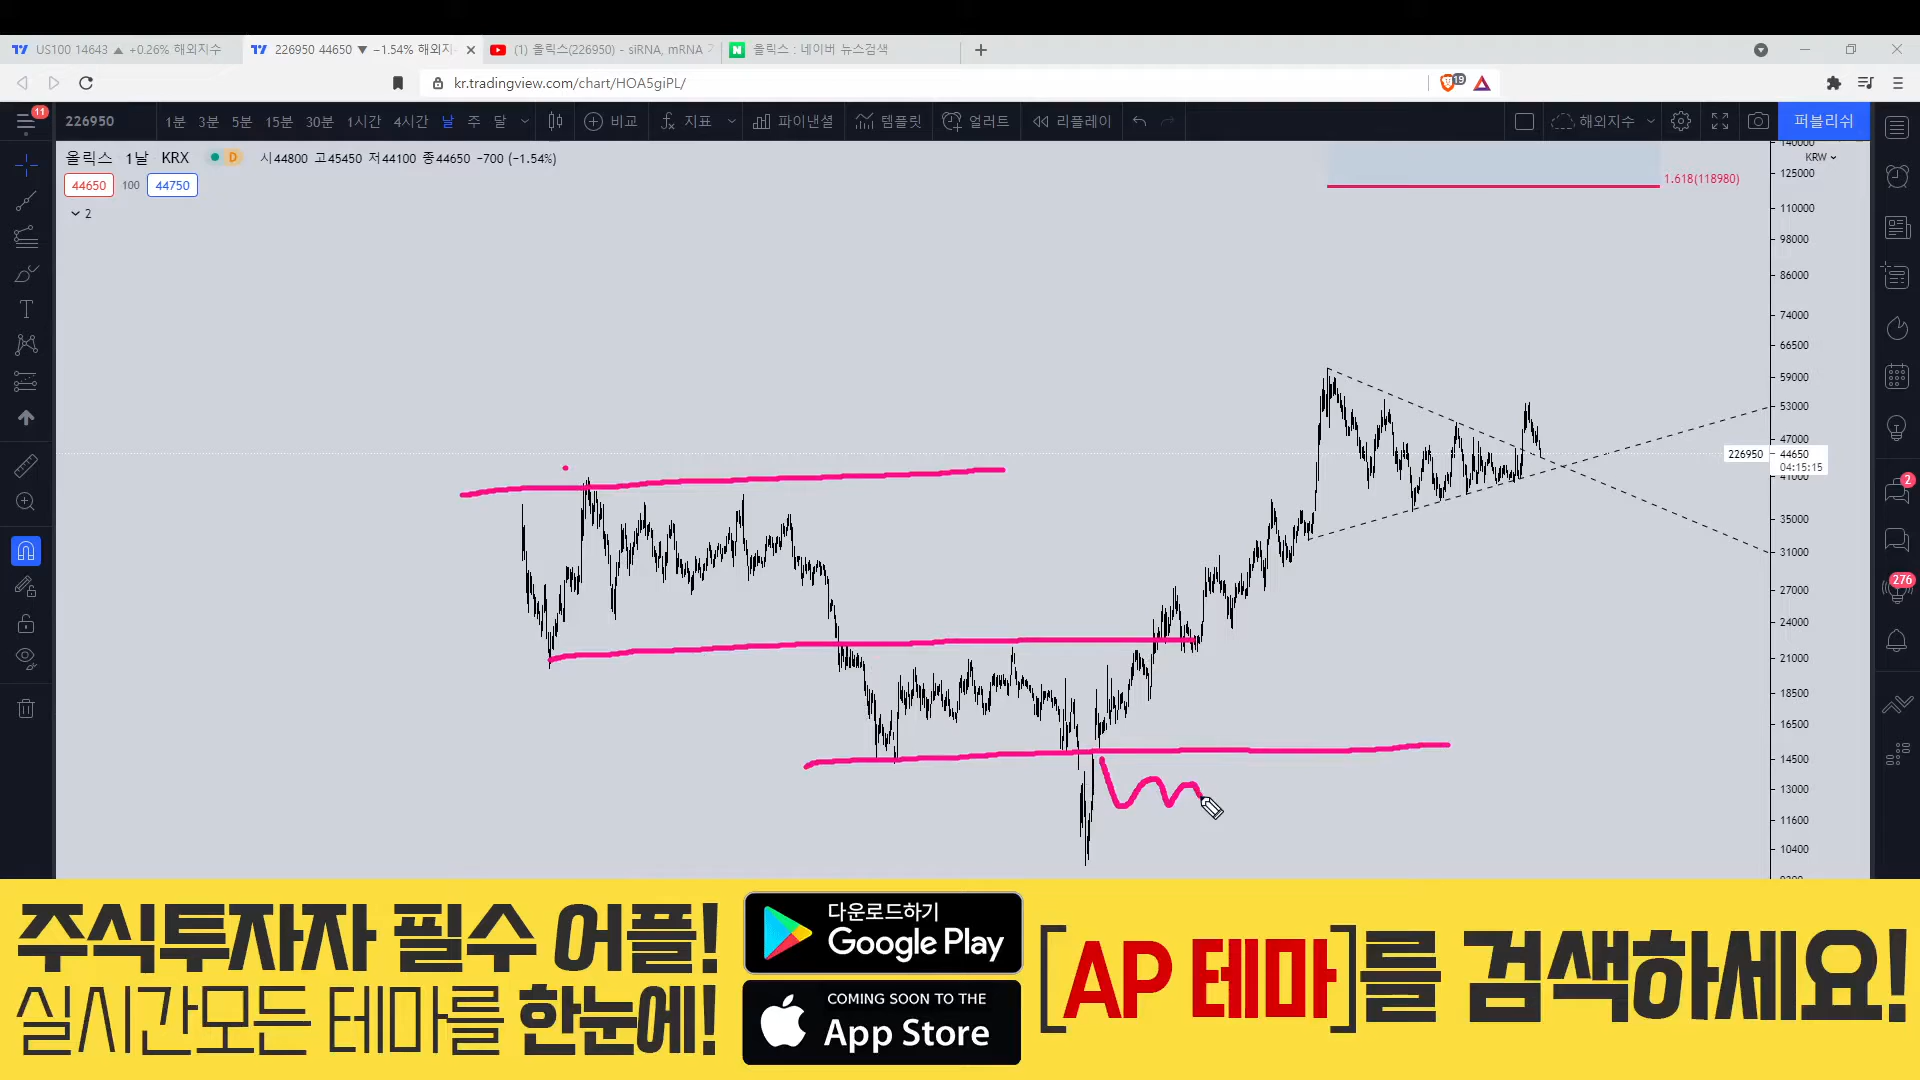 US100 14643 ▲ +0.26% 해외지수
226950 44650 ▼ −1.54% 해외지
(1) 올릭스(226950) - siRNA, mRNA
올릭스 : 네이버 뉴스검색
kr.tradingview.com/chart/HOA5giPL/
19
11
226950
1분 3분 5분 15분 30분 1시간 4시간 날 주 달
비교
지표
파이낸셜
템플릿
얼러트
리플레이
해외지수
퍼블리쉬
올릭스 1날 KRX D 시44800 고45450 저44100 종44650 −700 (−1.54%)
44650 100 44750
2
KRW
1.618(118980)
140000
125000
110000
98000
86000
74000
66500
59000
53000
47000
226950 44650
04:15:15
41000
35000
31000
27000
24000
21000
18500
16500
14500
13000
11600
10400
2
276
주식투자자 필수 어플!
실시간모든 테마를 한눈에!
다운로드하기
Google Play
COMING SOON TO THE
App Store
[AP 테마]를 검색하세요!